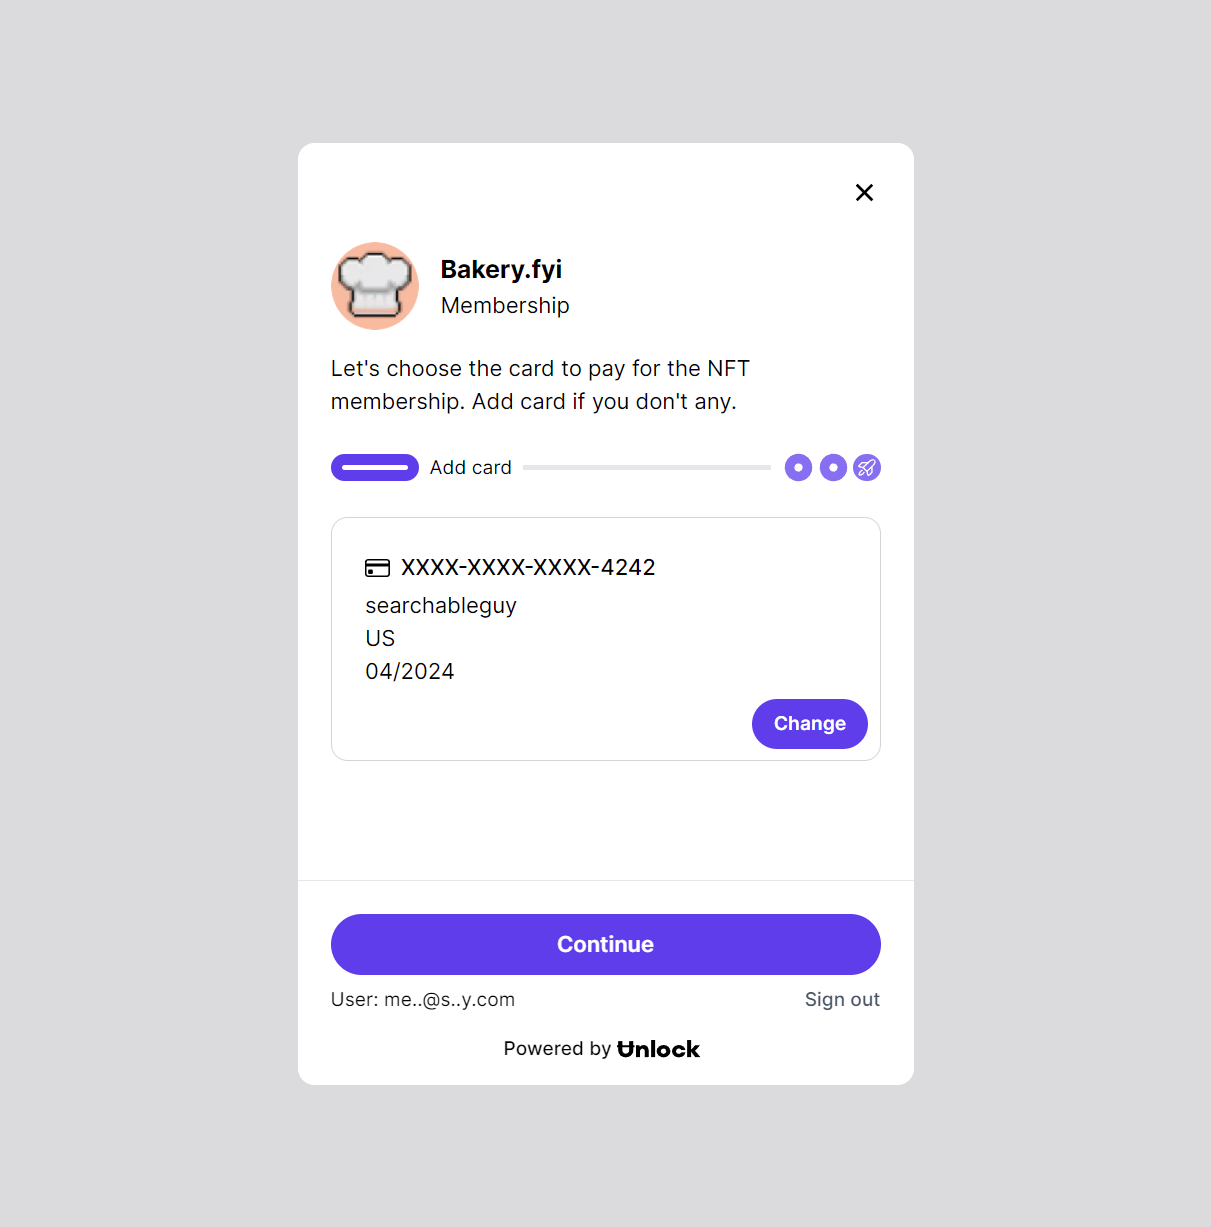 Bakery.fyi
Membership
Let's choose the card to pay for the NFT
membership. Add card if you don't any.
Add card
XXXX-XXXX-XXXX-4242
searchableguy
US
04/2024
Change
Continue
User: me..@s..y.com
Sign out
Powered by Unlock